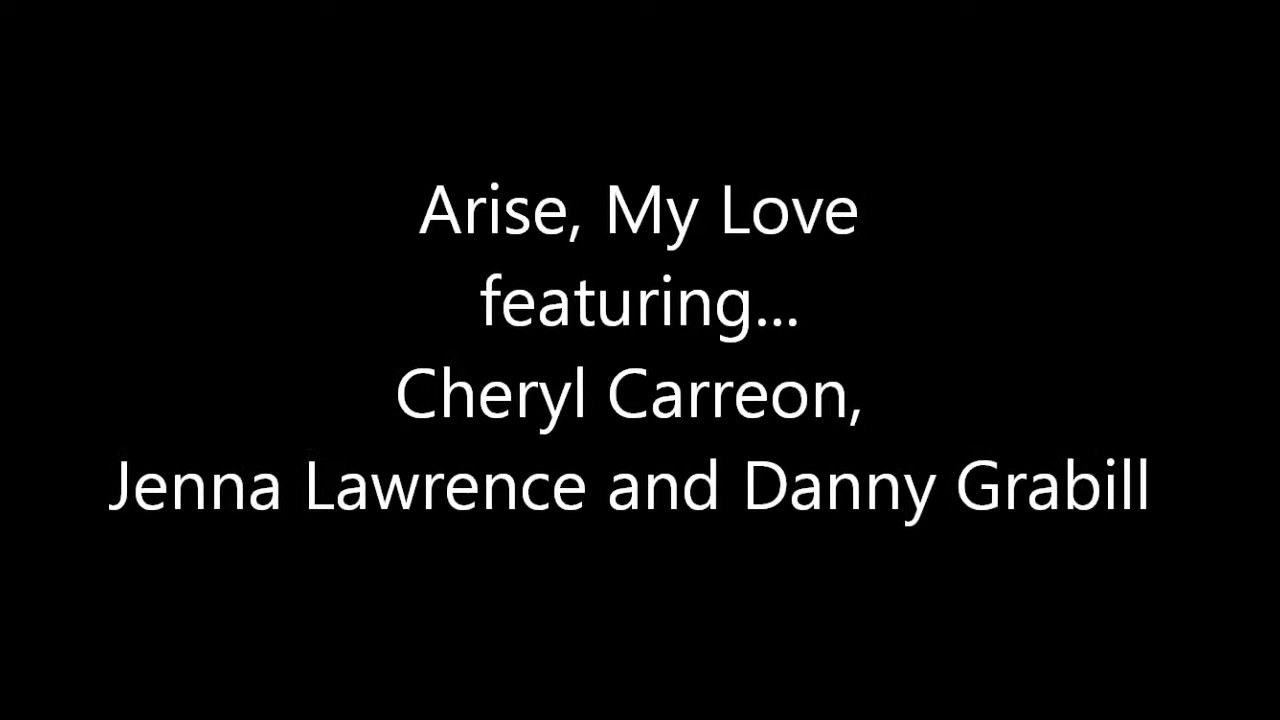 Arise, My Love
featuring...
Cheryl Carreon,
Jenna Lawrence and Danny Grabill